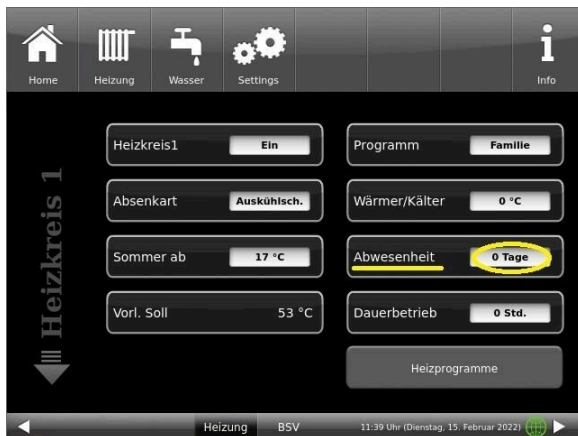 Home
Heizung
Wasser
Settings
Info
Heizkreis 1
Heizkreis1 Ein
Programm Familie
Absenkart Auskühlsch.
Wärmer/Kälter 0 °C
Sommer ab 17 °C
Abwesenheit 0 Tage
Vorl. Soll 53 °C
Dauerbetrieb 0 Std.
Heizprogramme
Heizung BSV 11:39 Uhr (Dienstag, 15. Februar 2022)